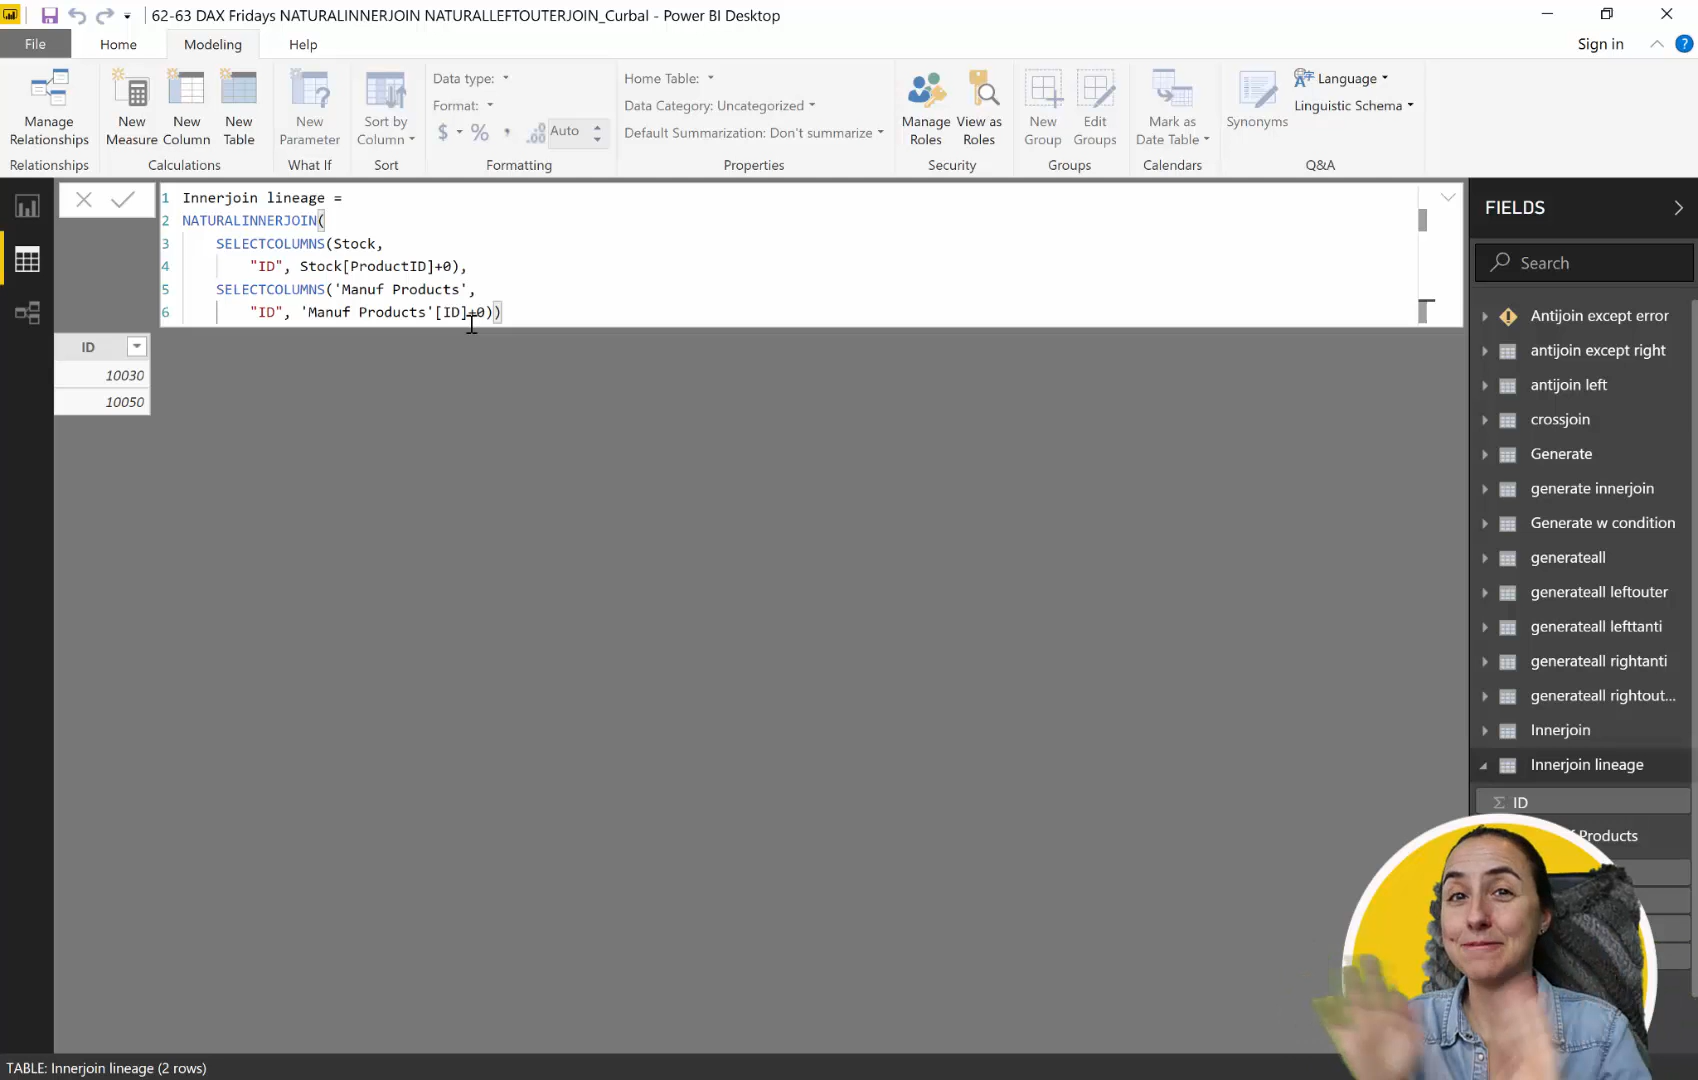 62-63 DAX Fridays NATURALINNERJOIN NATURALLEFTOUTERJOIN_Curbal - Power BI Desktop
File Home Modeling Help Sign in ?
Manage Relationships
New Measure
New Column
New Table
New Parameter
Sort by Column
Data type:
Format:
$ % , .00 Auto
Home Table:
Data Category: Uncategorized
Default Summarization: Don't summarize
Manage Roles
View as Roles
New Group
Edit Groups
Mark as Date Table
Synonyms
Language
Linguistic Schema
Relationships Calculations What If Sort Formatting Properties Security Groups Calendars Q&A
1 Innerjoin lineage =
2 NATURALINNERJOIN(
3 SELECTCOLUMNS(Stock,
4 "ID", Stock[ProductID]+0),
5 SELECTCOLUMNS('Manuf Products',
6 "ID", 'Manuf Products'[ID]+0))
ID
10030
10050
FIELDS
Search
Antijoin except error
antijoin except right
antijoin left
crossjoin
Generate
generate innerjoin
Generate w condition
generateall
generateall leftouter
generateall lefttanti
generateall rightanti
generateall rightout...
Innerjoin
Innerjoin lineage
Σ ID
Products
TABLE: Innerjoin lineage (2 rows)